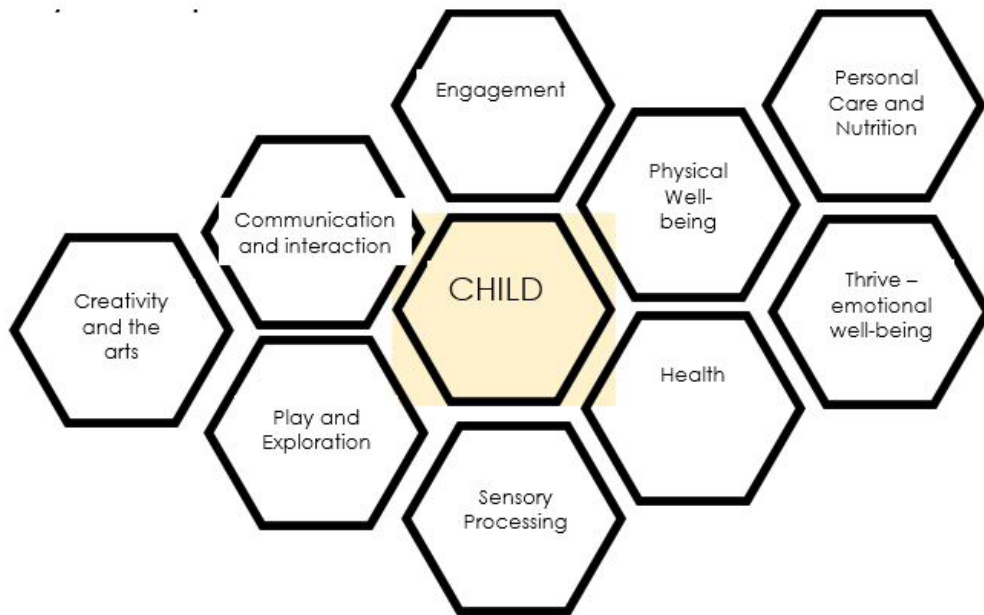 Engagement
Personal
Care and
Nutrition
Physical
Well-
being
Communication
and interaction
CHILD
Creativity
and the
arts
Thrive –
emotional
well-being
Health
Play and
Exploration
Sensory
Processing